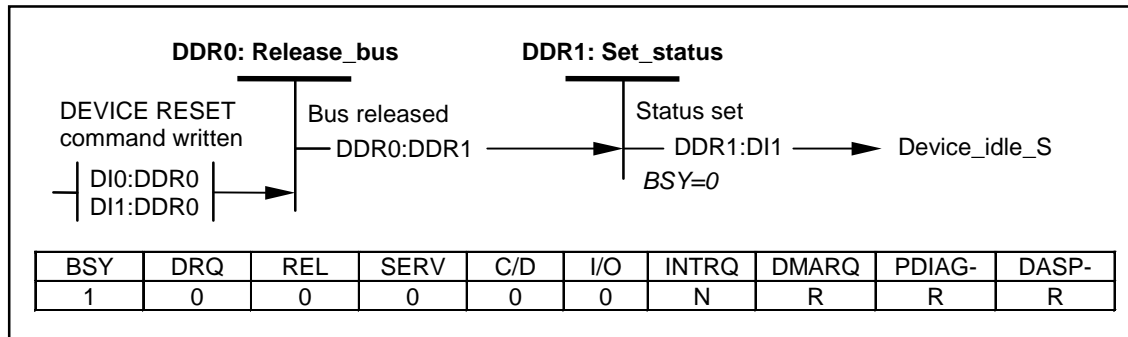 DDR0: Release_bus
DDR1: Set_status
DEVICE RESET
command written
Bus released
Status set
DI0:DDR0
DI1:DDR0
DDR0:DDR1
DDR1:DI1
BSY=0
Device_idle_S
BSY DRQ REL SERV C/D I/O INTRQ DMARQ PDIAG- DASP-
1 0 0 0 0 0 N R R R